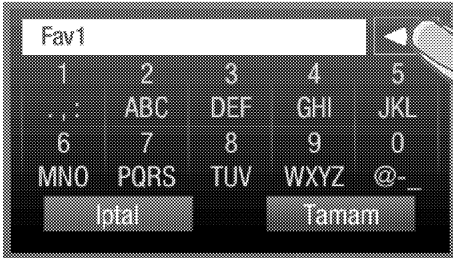 Fav1
1 2 3 4 5
.,: ABC DEF GHI JKL
6 7 8 9 0
MNO PQRS TUV WXYZ @-_
Iptal Tamam